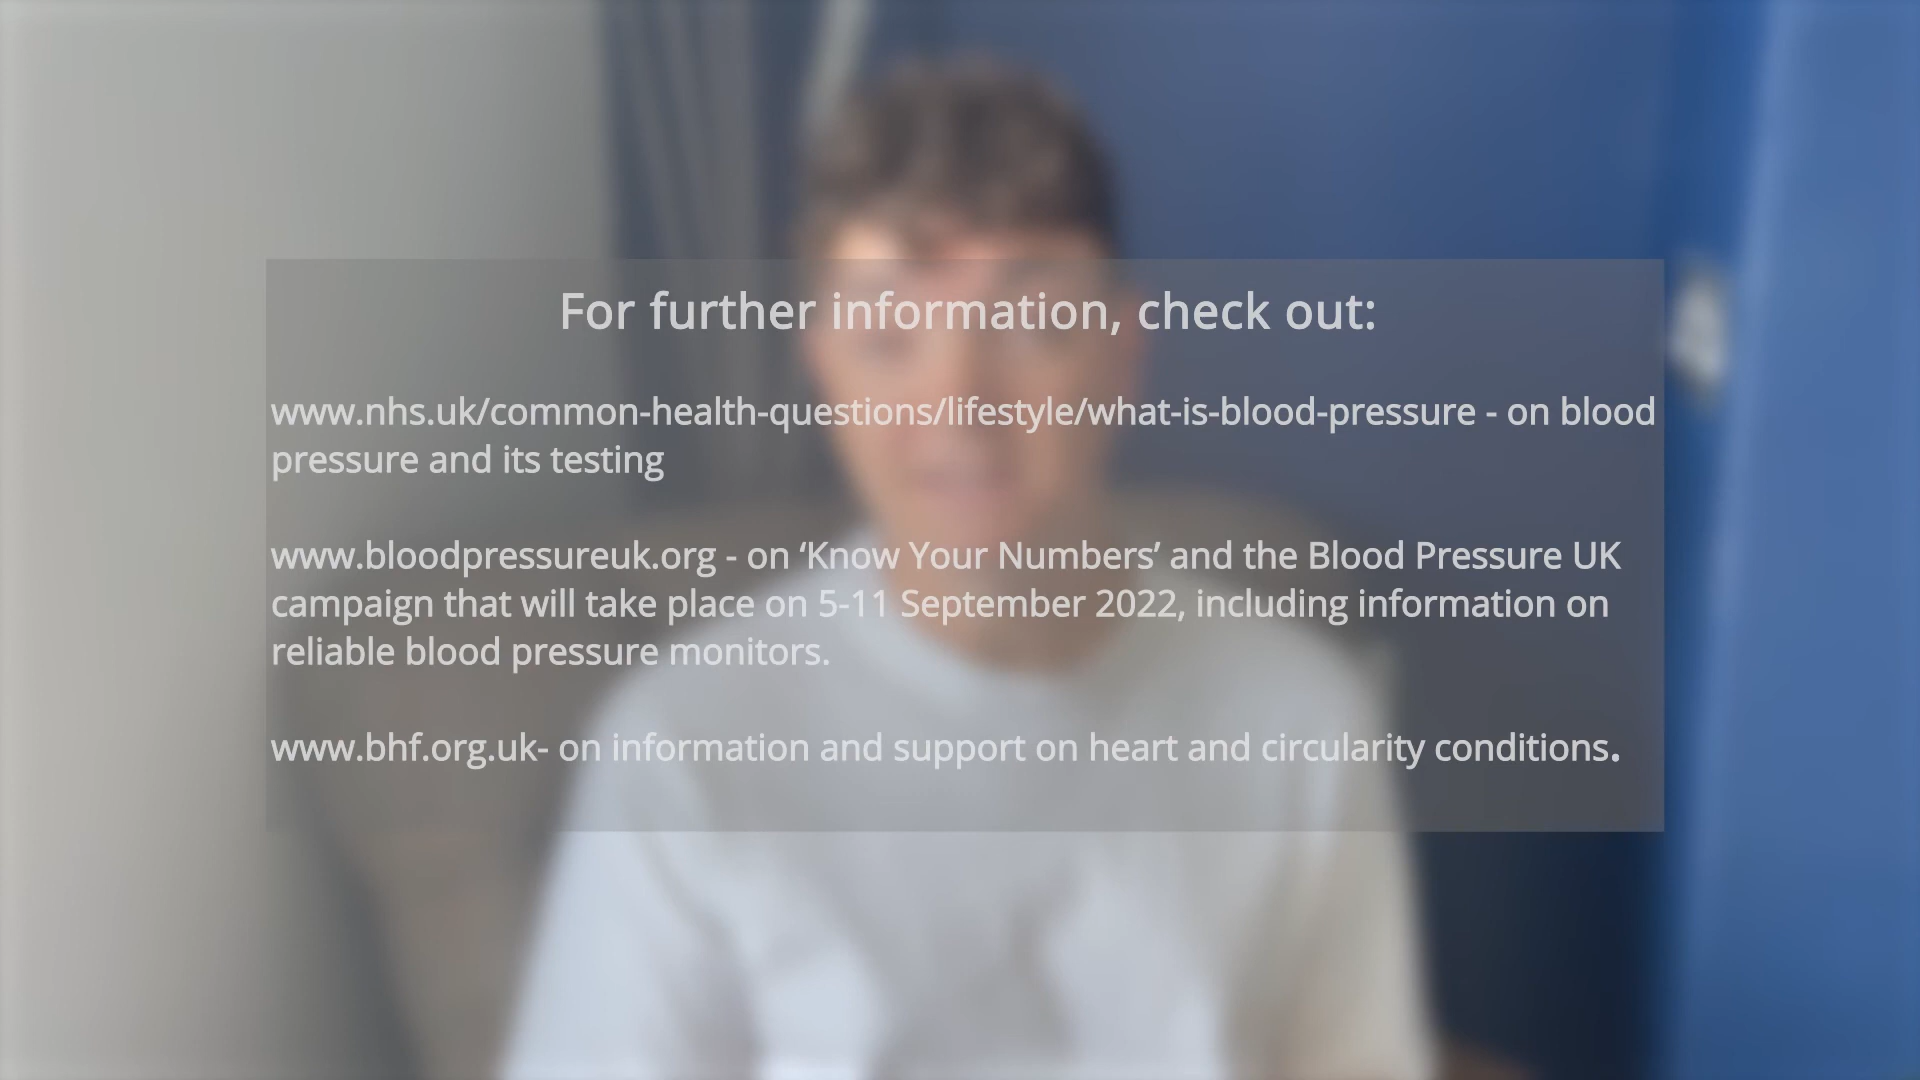 For further information, check out:
www.nhs.uk/common-health-questions/lifestyle/what-is-blood-pressure - on blood
pressure and its testing
www.bloodpressureuk.org - on ‘Know Your Numbers’ and the Blood Pressure UK
campaign that will take place on 5-11 September 2022, including information on
reliable blood pressure monitors.
www.bhf.org.uk- on information and support on heart and circularity conditions.